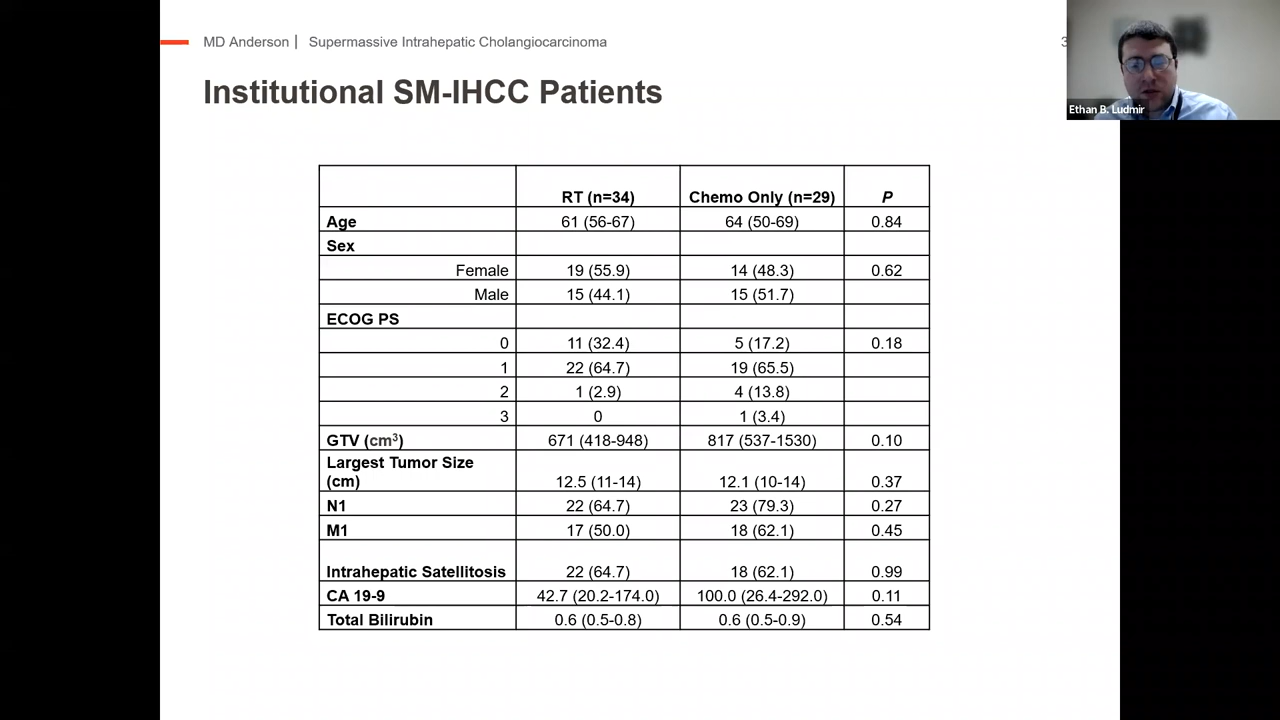 MD Anderson | Supermassive Intrahepatic Cholangiocarcinoma 3
Institutional SM-IHCC Patients
RT (n=34) Chemo Only (n=29) P
Age 61 (56-67) 64 (50-69) 0.84
Sex
Female 19 (55.9) 14 (48.3) 0.62
Male 15 (44.1) 15 (51.7)
ECOG PS
0 11 (32.4) 5 (17.2) 0.18
1 22 (64.7) 19 (65.5)
2 1 (2.9) 4 (13.8)
3 0 1 (3.4)
GTV (cm³) 671 (418-948) 817 (537-1530) 0.10
Largest Tumor Size
(cm) 12.5 (11-14) 12.1 (10-14) 0.37
N1 22 (64.7) 23 (79.3) 0.27
M1 17 (50.0) 18 (62.1) 0.45
Intrahepatic Satellitosis 22 (64.7) 18 (62.1) 0.99
CA 19-9 42.7 (20.2-174.0) 100.0 (26.4-292.0) 0.11
Total Bilirubin 0.6 (0.5-0.8) 0.6 (0.5-0.9) 0.54
Ethan B. Ludmir